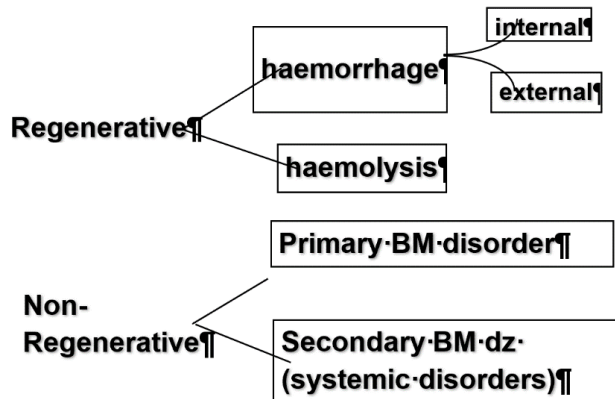 internal¶
haemorrhage¶
external¶
Regenerative¶
haemolysis¶
Primary·BM·disorder¶
Non-
Regenerative¶
Secondary·BM·dz·
(systemic·disorders)¶